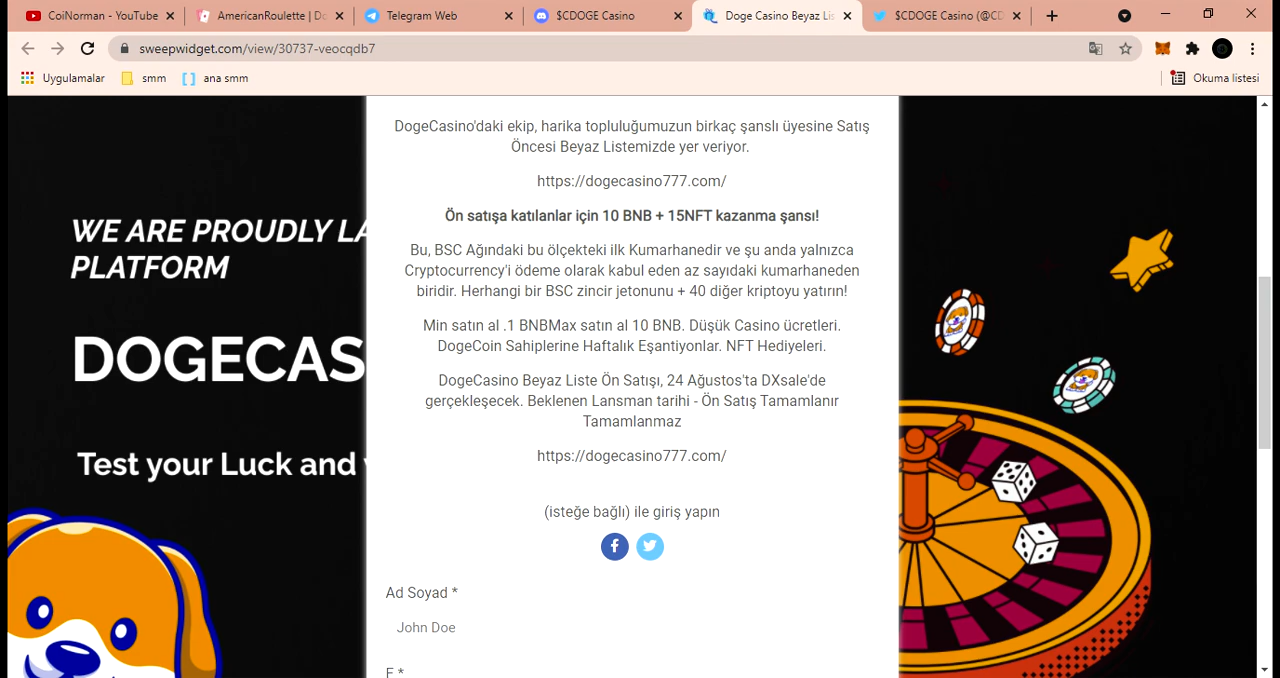 CoiNorman - YouTube
AmericanRoulette | Do
Telegram Web
$CDOGE Casino
Doge Casino Beyaz Lis
$CDOGE Casino (@CD
sweepwidget.com/view/30737-veocqdb7
Uygulamalar
smm
ana smm
Okuma listesi
WE ARE PROUDLY LA
PLATFORM
DOGECAS
Test your Luck and
DogeCasino'daki ekip, harika topluluğumuzun birkaç şanslı üyesine Satış
Öncesi Beyaz Listemizde yer veriyor.
https://dogecasino777.com/
Ön satışa katılanlar için 10 BNB + 15NFT kazanma şansı!
Bu, BSC Ağındaki bu ölçekteki ilk Kumarhanedir ve şu anda yalnızca
Cryptocurrency'i ödeme olarak kabul eden az sayıdaki kumarhaneden
biridir. Herhangi bir BSC zincir jetonunu + 40 diğer kriptoyu yatırın!
Min satın al .1 BNBMax satın al 10 BNB. Düşük Casino ücretleri.
DogeCoin Sahiplerine Haftalık Eşantiyonlar. NFT Hediyeleri.
DogeCasino Beyaz Liste Ön Satışı, 24 Ağustos'ta DXsale'de
gerçekleşecek. Beklenen Lansman tarihi - Ön Satış Tamamlanır
Tamamlanmaz
https://dogecasino777.com/
(isteğe bağlı) ile giriş yapın
Ad Soyad *
John Doe
E *